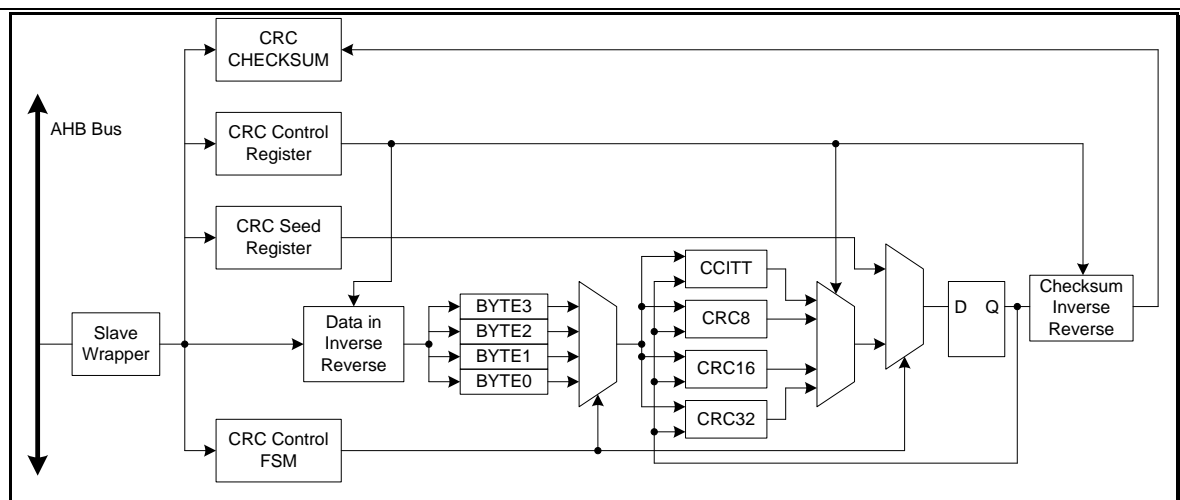 CRC
CHECKSUM
AHB Bus
CRC Control
Register
CRC Seed
Register
Slave
Wrapper
Data in
Inverse
Reverse
BYTE3
BYTE2
BYTE1
BYTE0
CCITT
CRC8
CRC16
CRC32
D Q
Checksum
Inverse
Reverse
CRC Control
FSM